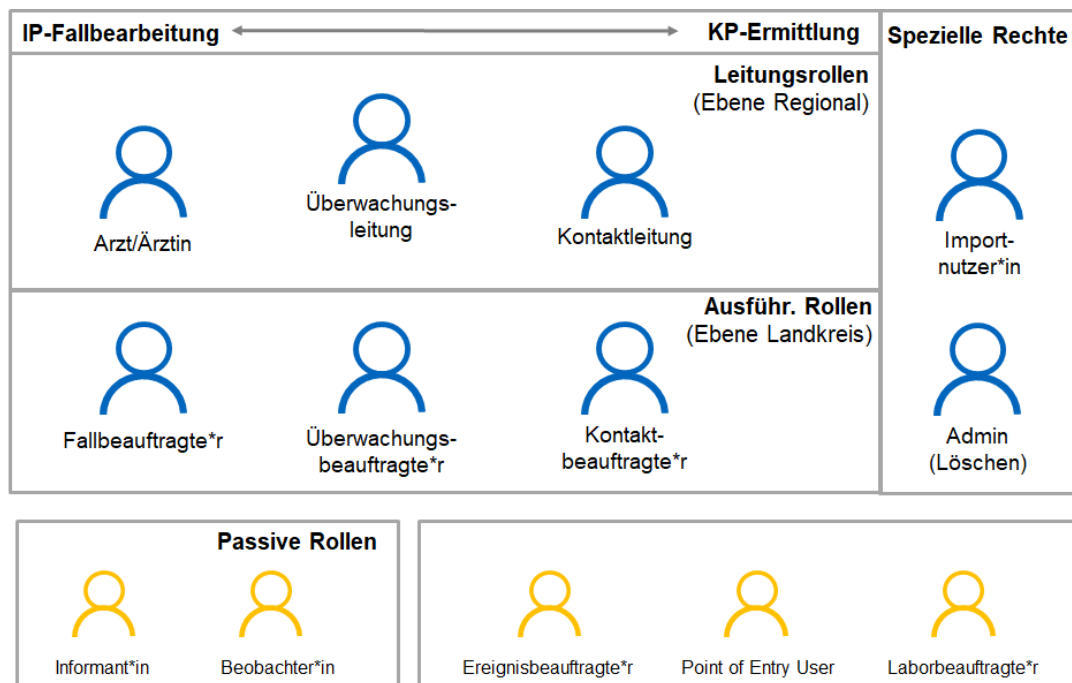 IP-Fallbearbeitung
KP-Ermittlung
Spezielle Rechte
Leitungsrollen
(Ebene Regional)
Arzt/Ärztin
Überwachungs-
leitung
Kontaktleitung
Import-
nutzer*in
Ausführ. Rollen
(Ebene Landkreis)
Fallbeauftragte*r
Überwachungs-
beauftragte*r
Kontakt-
beauftragte*r
Admin
(Löschen)
Passive Rollen
Informant*in
Beobachter*in
Ereignisbeauftragte*r
Point of Entry User
Laborbeauftragte*r